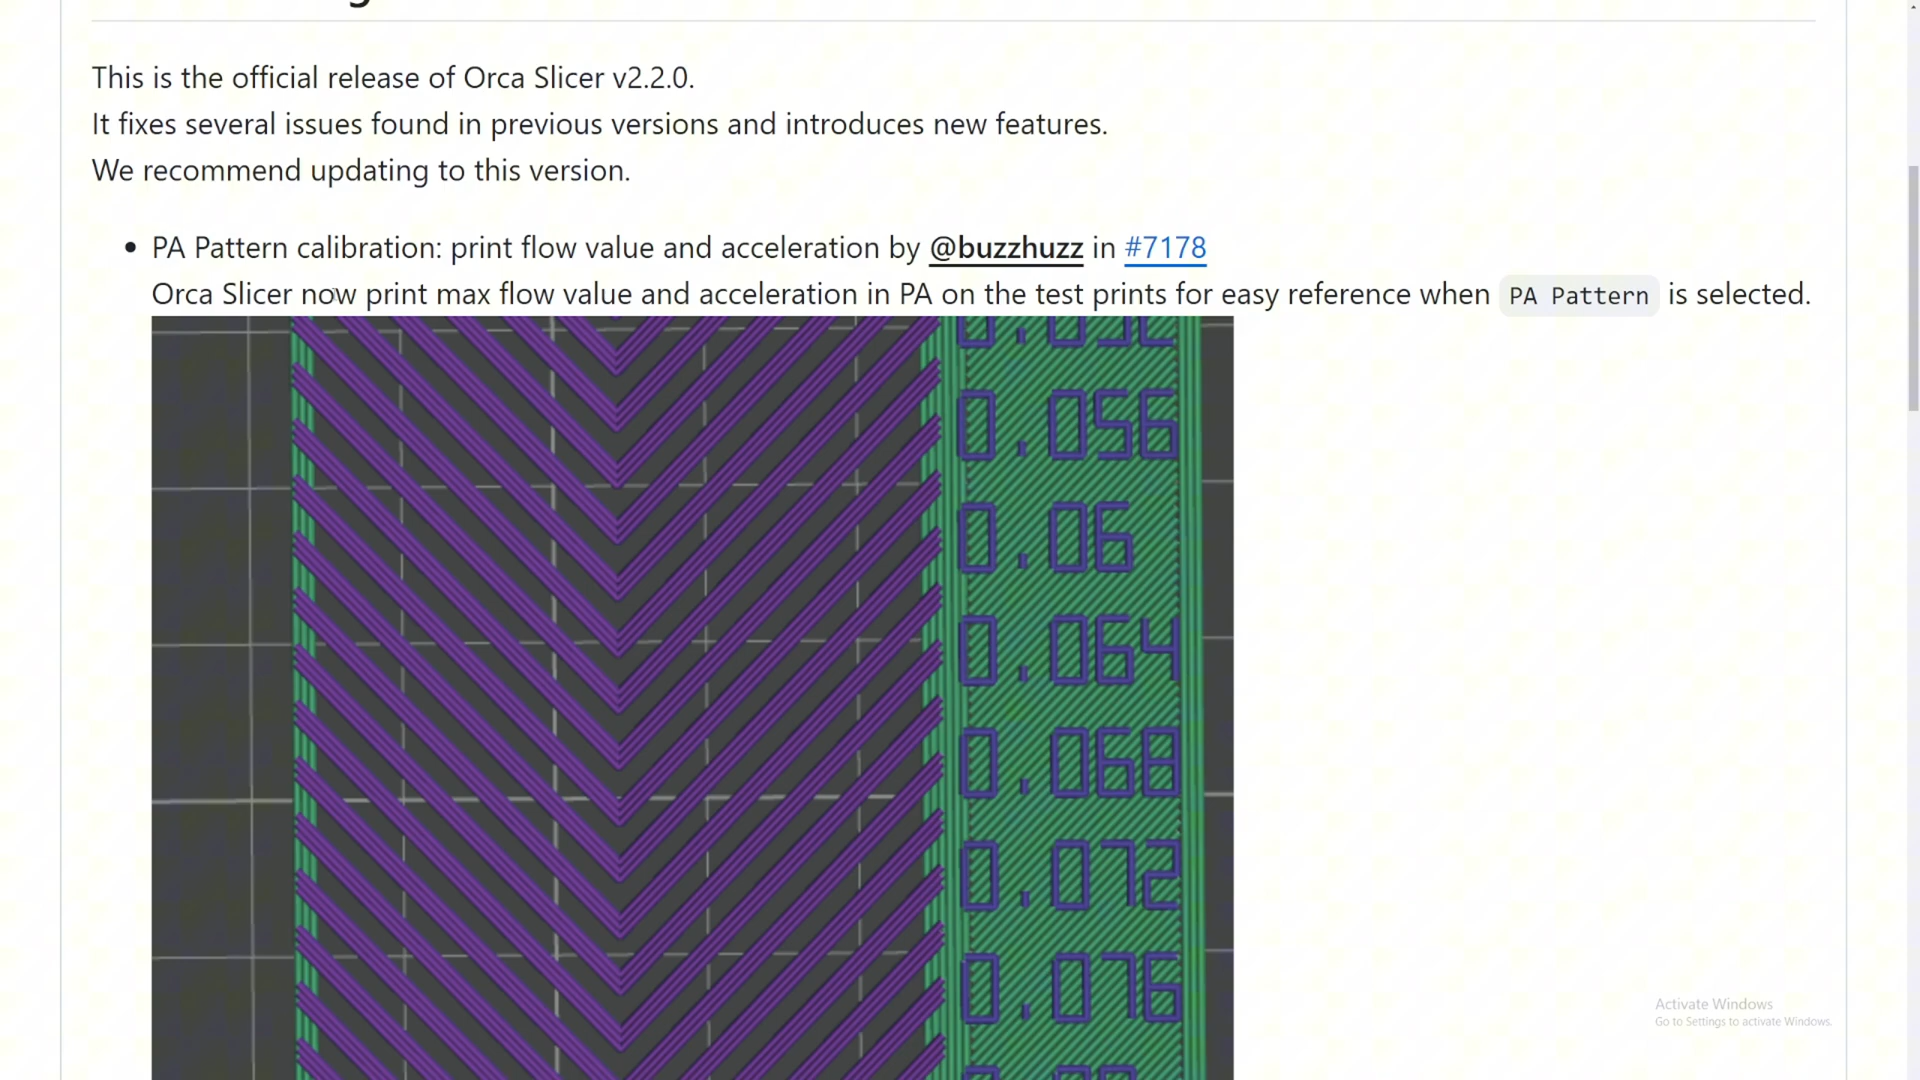 This is the official release of Orca Slicer v2.2.0.
It fixes several issues found in previous versions and introduces new features.
We recommend updating to this version.
PA Pattern calibration: print flow value and acceleration by @buzzhuzz in #7178
Orca Slicer now print max flow value and acceleration in PA on the test prints for easy reference when PA Pattern is selected.
0.056
0.06
0.064
0.068
0.072
0.076
Activate Windows
Go to Settings to activate Windows.